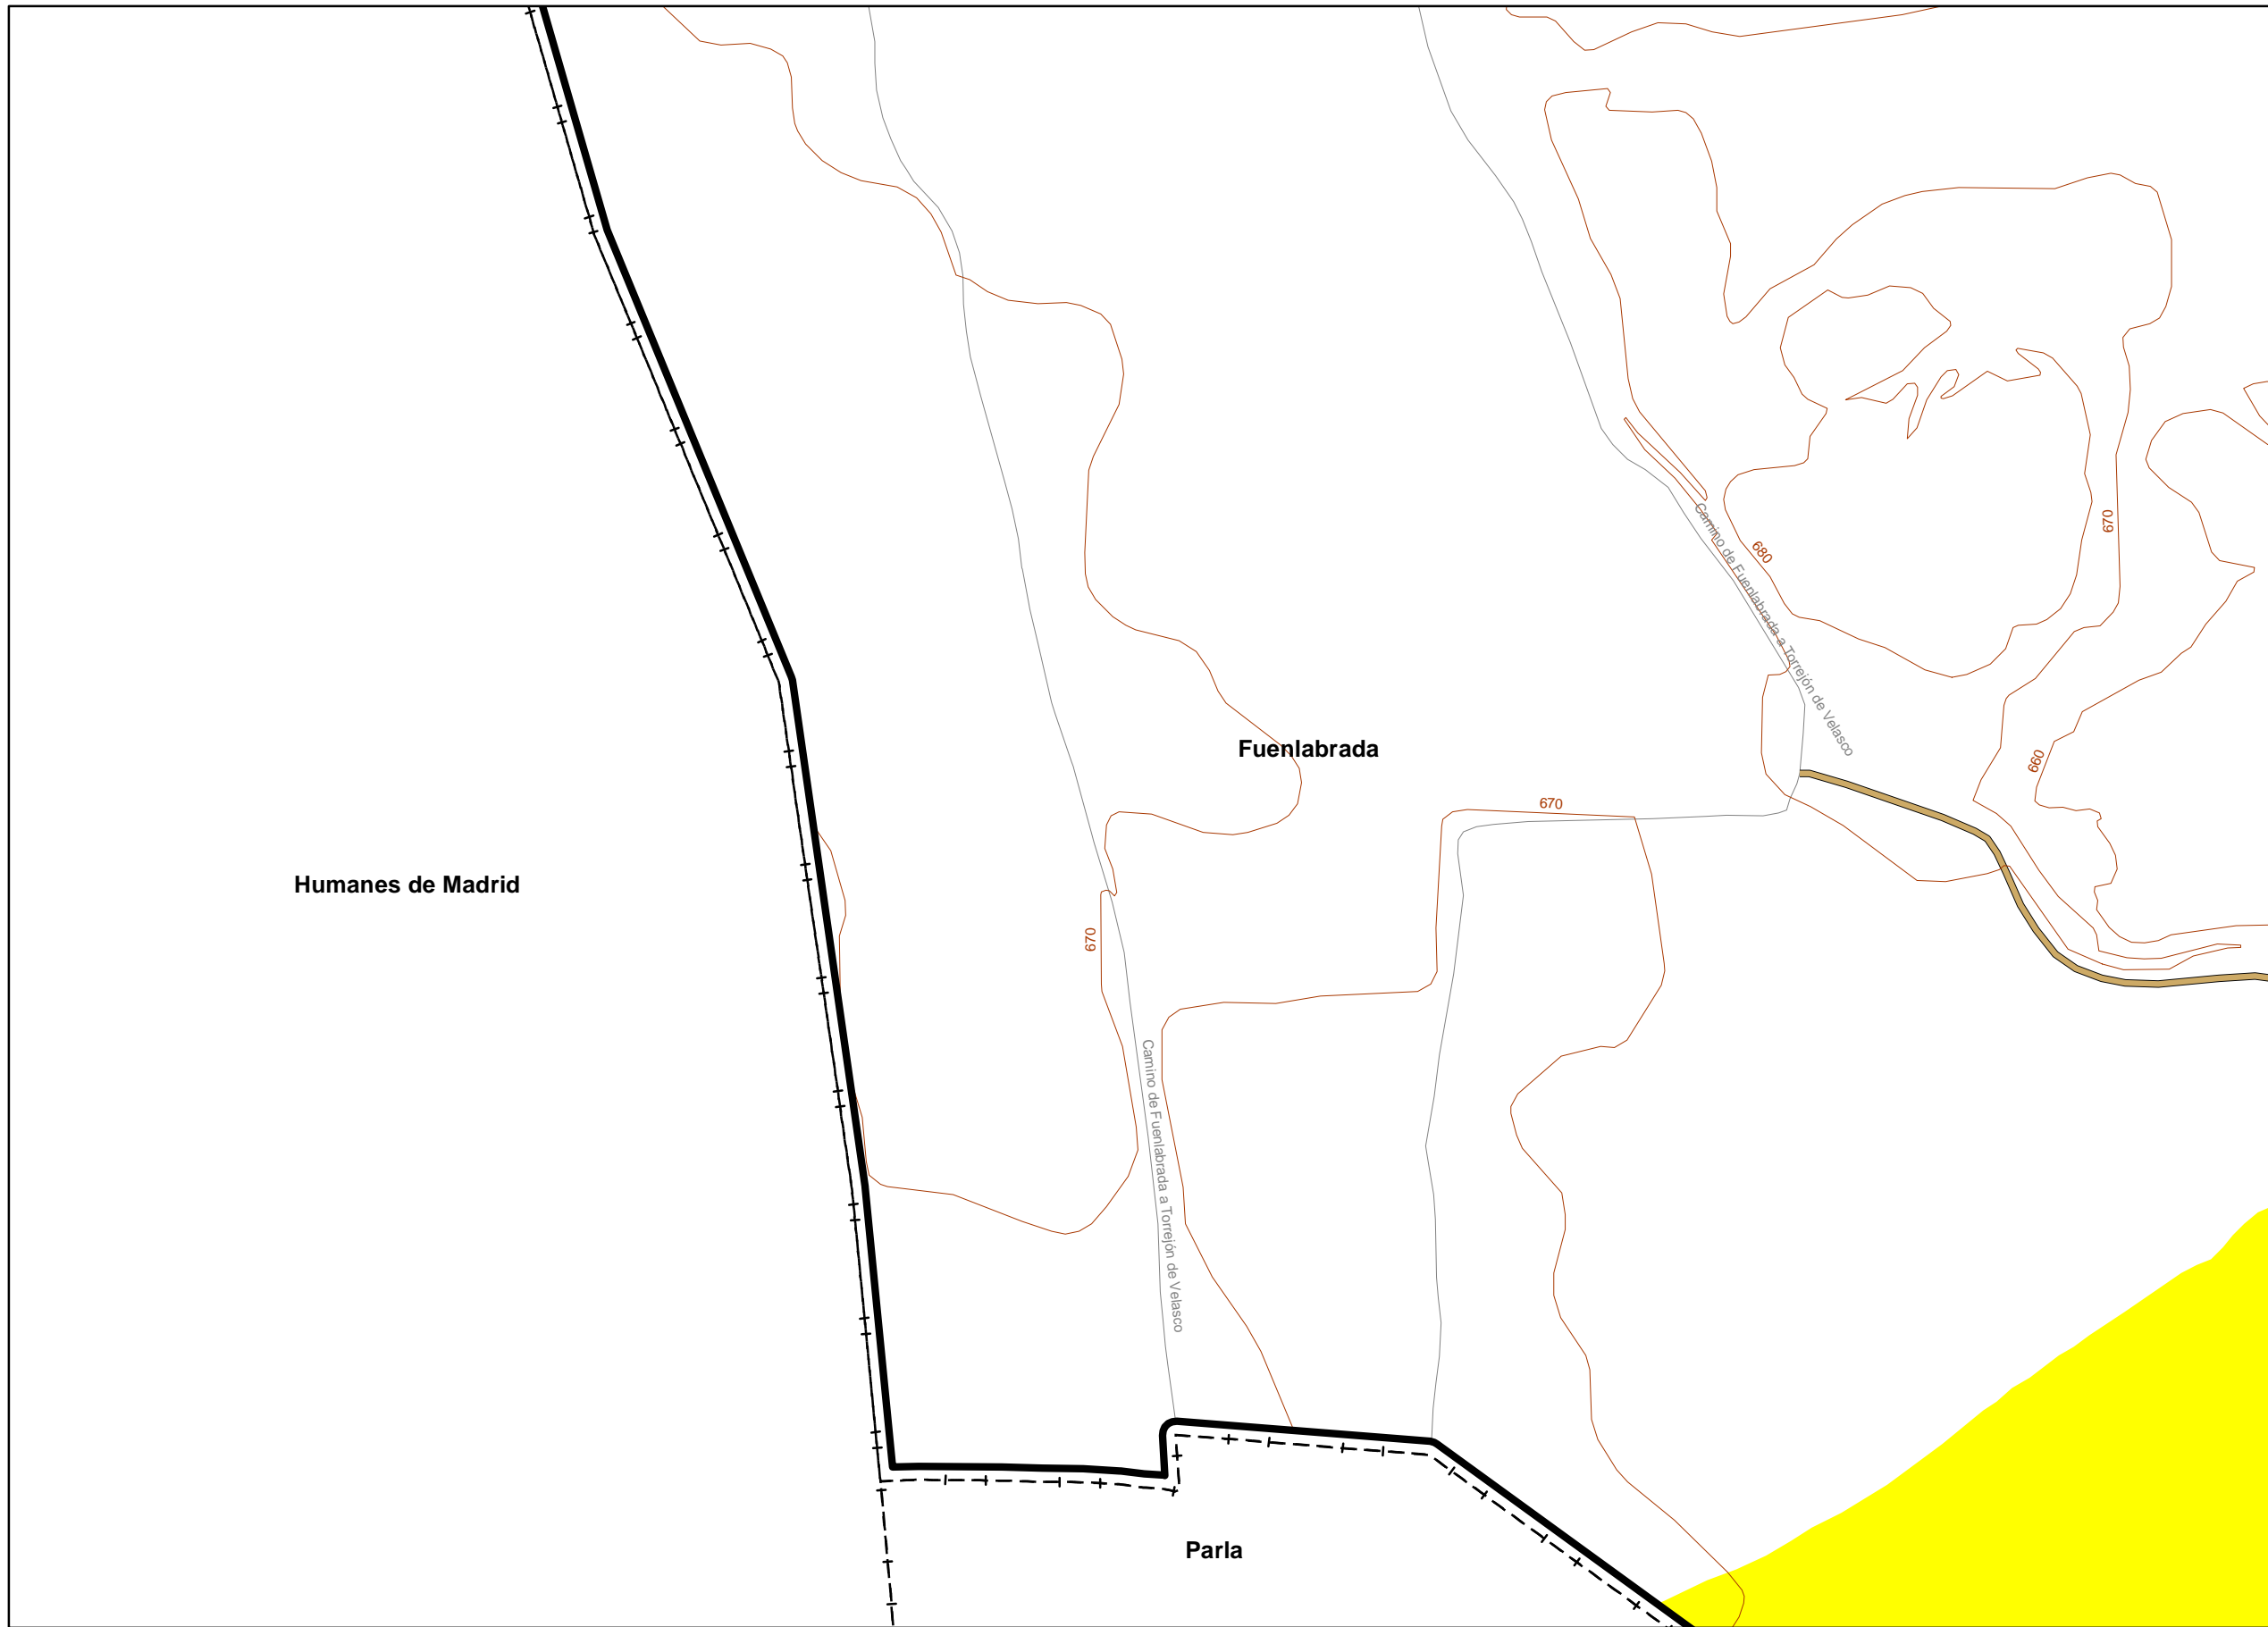 Camino de Fuenlabrada a Torrejón de Velasco
680
670
Fuenlabrada
660
670
Humanes de Madrid
670
Camino de Fuenlabrada a Torrejón de Velasco
Parla